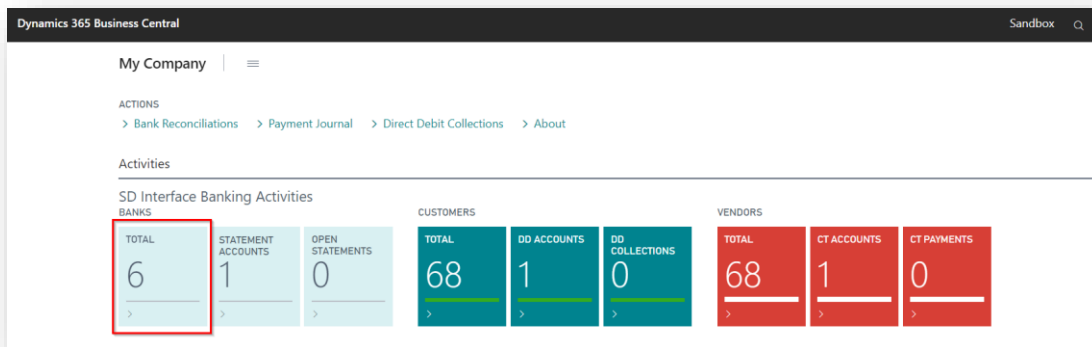 Dynamics 365 Business Central
Sandbox
My Company
ACTIONS
> Bank Reconciliations > Payment Journal > Direct Debit Collections > About
Activities
SD Interface Banking Activities
BANKS
TOTAL
6
STATEMENT
ACCOUNTS
1
OPEN
STATEMENTS
0
CUSTOMERS
TOTAL
68
DD ACCOUNTS
1
DD
COLLECTIONS
0
VENDORS
TOTAL
68
CT ACCOUNTS
1
CT PAYMENTS
0